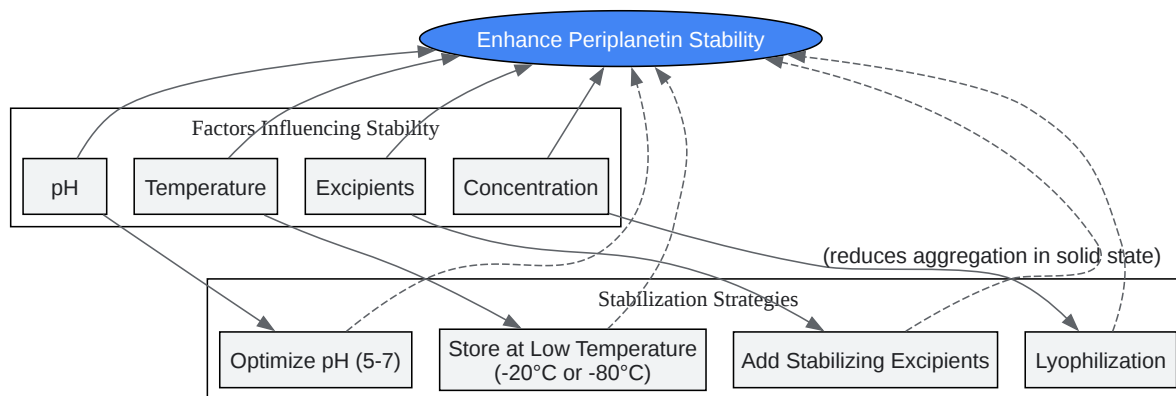 Enhance Periplanetin Stability
Factors Influencing Stability
pH
Temperature
Excipients
Concentration
(reduces aggregation in solid state)
Stabilization Strategies
Optimize pH (5-7)
Store at Low Temperature
(-20°C or -80°C)
Add Stabilizing Excipients
Lyophilization